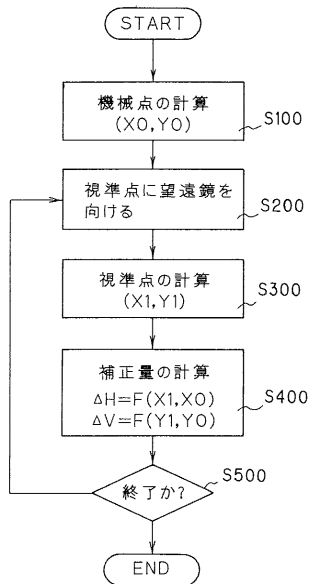 START
機械点の計算
(X0,Y0)
S100
視準点に望遠鏡を
向ける
S200
視準点の計算
(X1,Y1)
S300
補正量の計算
ΔH=F(X1,X0)
ΔV=F(Y1,Y0)
S400
終了か?
S500
END